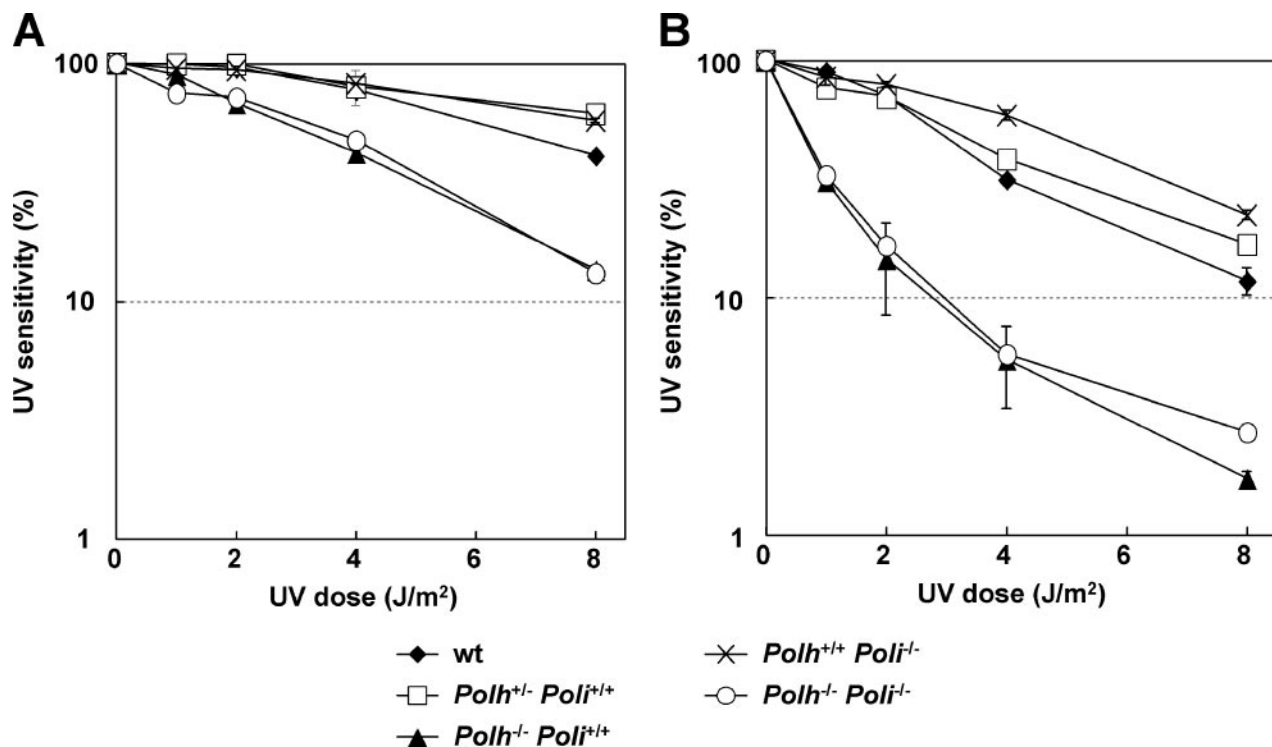 A
B
100
10
1
UV sensitivity (%)
0 2 4 6 8
UV dose (J/m²)
100
10
1
UV sensitivity (%)
0 2 4 6 8
UV dose (J/m²)
wt
Polh+/- Poli+/+
Polh-/- Poli+/+
Polh+/+ Poli-/-
Polh-/- Poli-/-